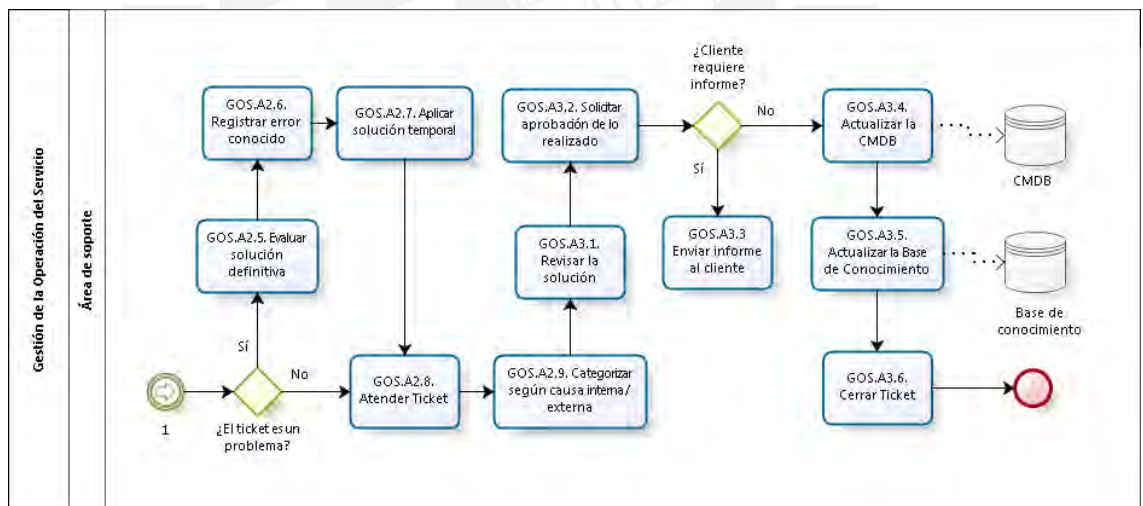 Gestión de la Operación del Servicio
Área de soporte
1
¿El ticket es un
problema?
Sí
No
GOS.A2.5. Evaluar
solución
definitiva
GOS.A2.6.
Registrar error
conocido
GOS.A2.7. Aplicar
solución temporal
GOS.A2.8.
Atender Ticket
GOS.A2.9. Categorizar
según causa interna/
externa
GOS.A3.1.
Revisar la
solución
GOS.A3.2. Solicitar
aprobación de lo
realizado
¿Cliente
requiere
informe?
Sí
No
GOS.A3.3
Enviar informe
al cliente
GOS.A3.4.
Actualizar la
CMDB
CMDB
GOS.A3.5.
Actualizar la Base
de Conocimiento
Base de
conocimiento
GOS.A3.6.
Cerrar Ticket